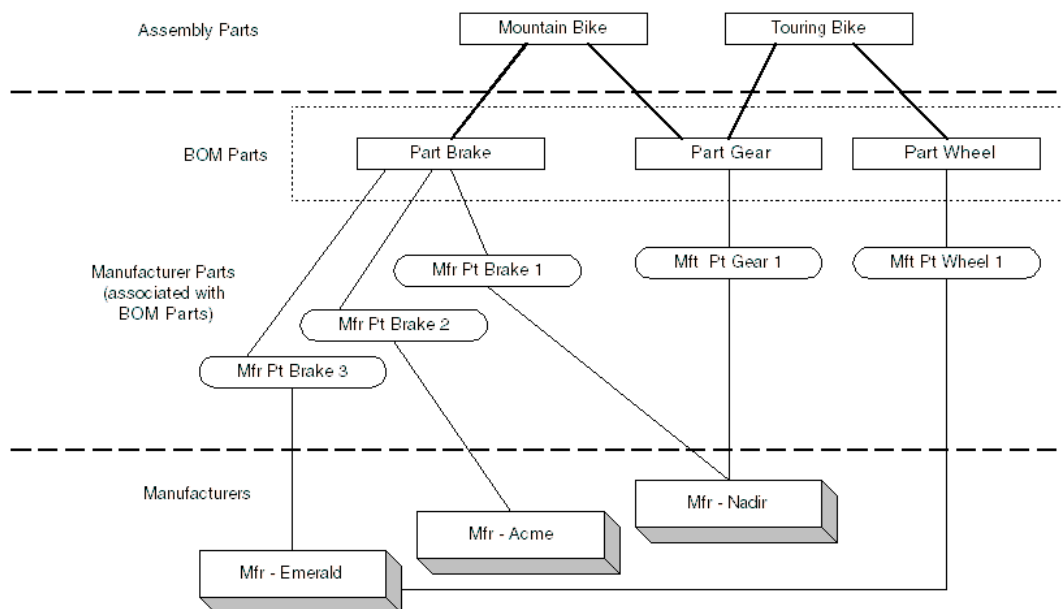 Assembly Parts
Mountain Bike
Touring Bike
BOM Parts
Part Brake
Part Gear
Part Wheel
Manufacturer Parts
(associated with
BOM Parts)
Mfr Pt Brake 1
Mft Pt Gear 1
Mft Pt Wheel 1
Mfr Pt Brake 2
Mfr Pt Brake 3
Manufacturers
Mfr - Nadir
Mfr - Acme
Mfr - Emerald